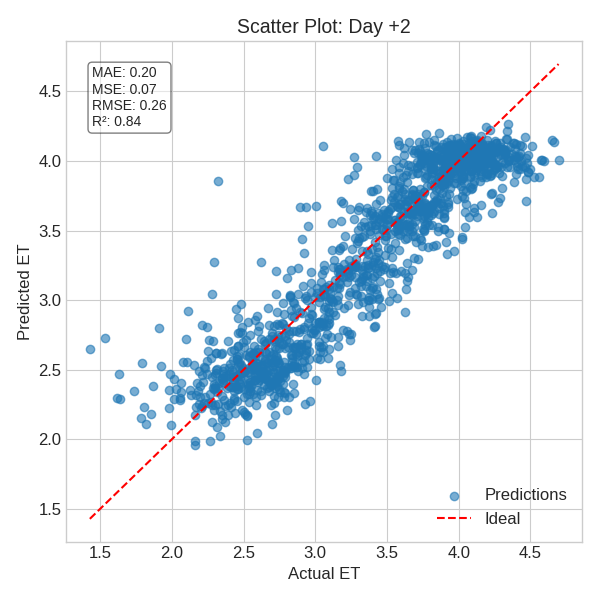 Scatter Plot: Day +2
MAE: 0.20
MSE: 0.07
RMSE: 0.26
R²: 0.84
Predicted ET
4.5
4.0
3.5
3.0
2.5
2.0
1.5
Predictions
Ideal
1.5 2.0 2.5 3.0 3.5 4.0 4.5
Actual ET